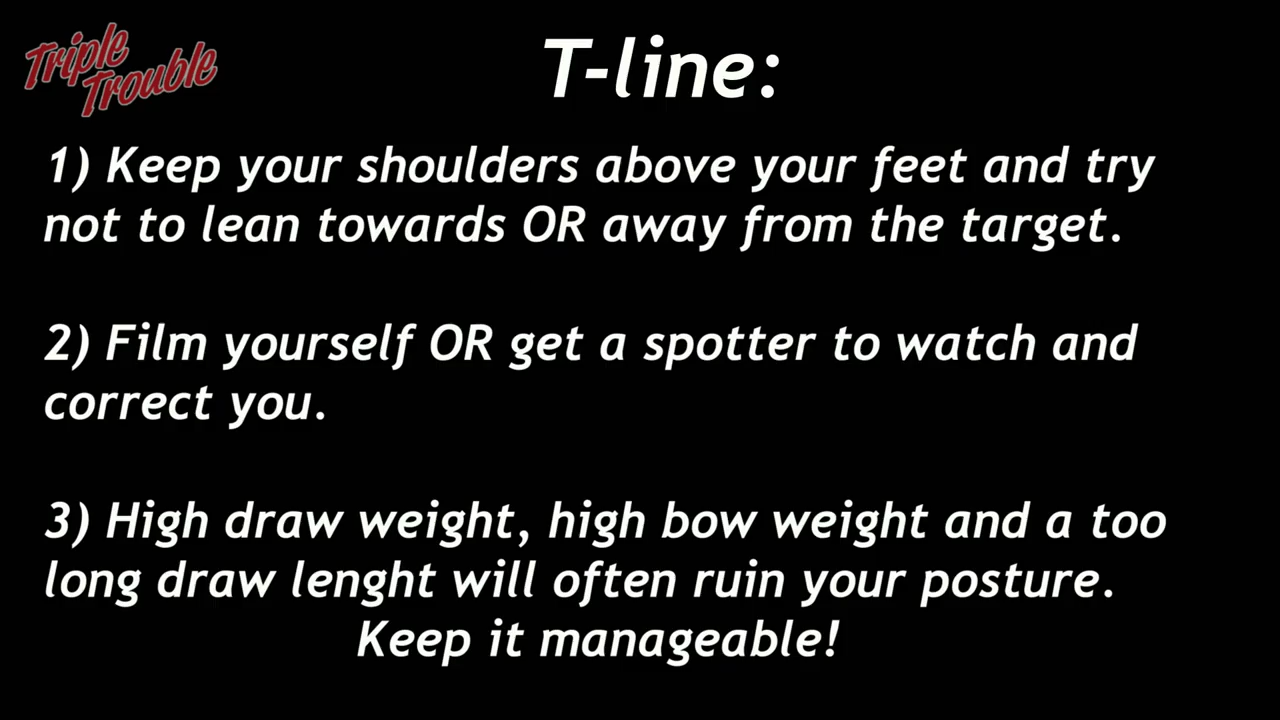 Triple
Trouble
T-line:
1) Keep your shoulders above your feet and try
not to lean towards OR away from the target.
2) Film yourself OR get a spotter to watch and
correct you.
3) High draw weight, high bow weight and a too
long draw lenght will often ruin your posture.
Keep it manageable!